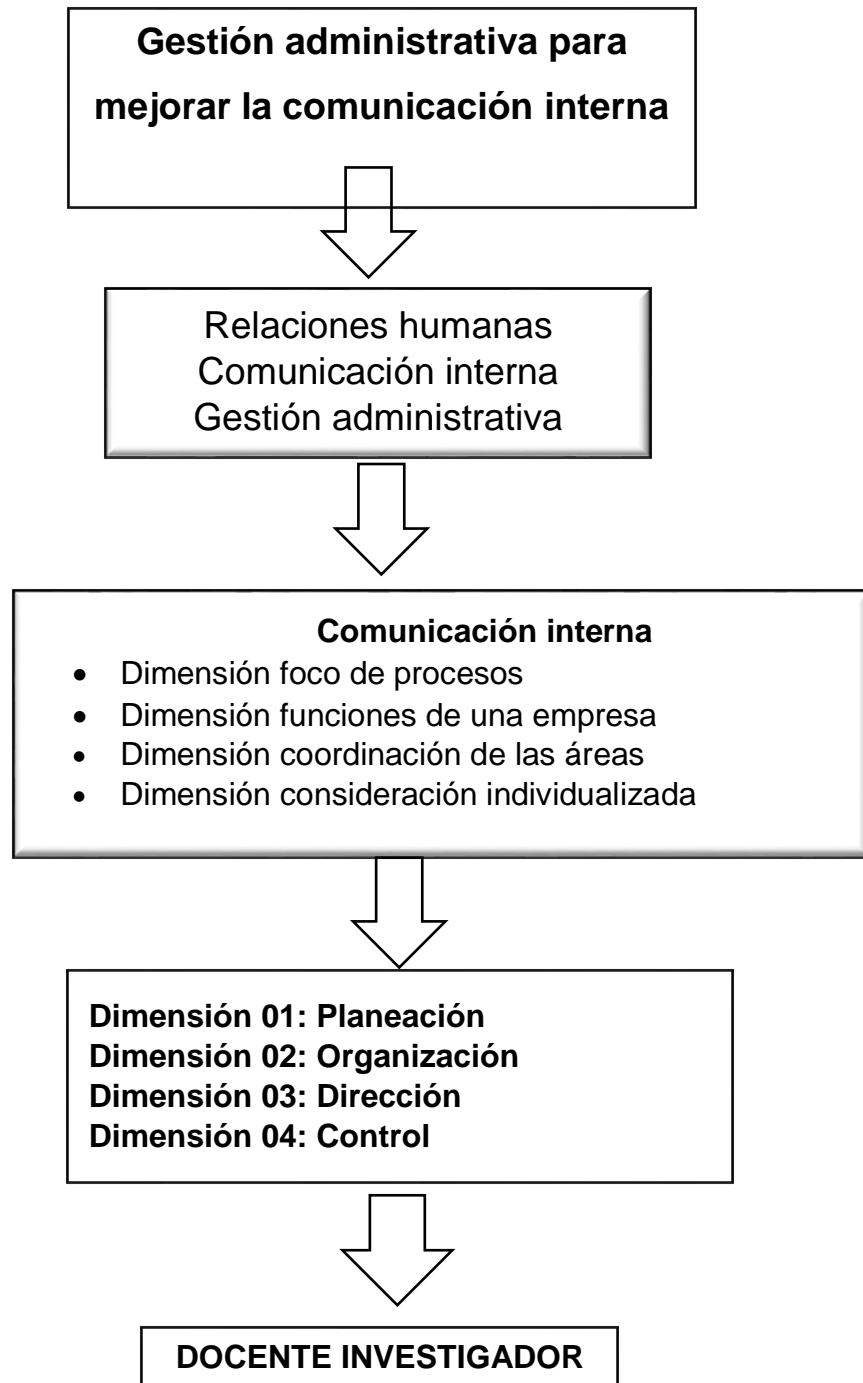 Gestión administrativa para
mejorar la comunicación interna
Relaciones humanas
Comunicación interna
Gestión administrativa
Comunicación interna
• Dimensión foco de procesos
• Dimensión funciones de una empresa
• Dimensión coordinación de las áreas
• Dimensión consideración individualizada
Dimensión 01: Planeación
Dimensión 02: Organización
Dimensión 03: Dirección
Dimensión 04: Control
DOCENTE INVESTIGADOR